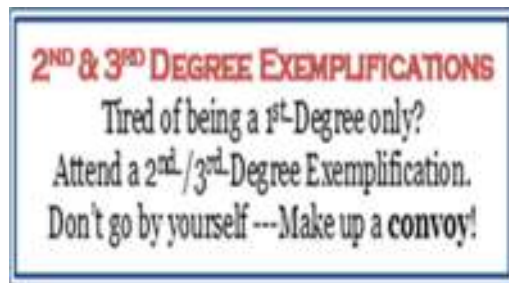 2ND & 3RD DEGREE EXEMPLIFICATIONS
Tired of being a 1st-Degree only?
Attend a 2nd-/3rd-Degree Exemplification.
Don't go by yourself ---Make up a convoy!